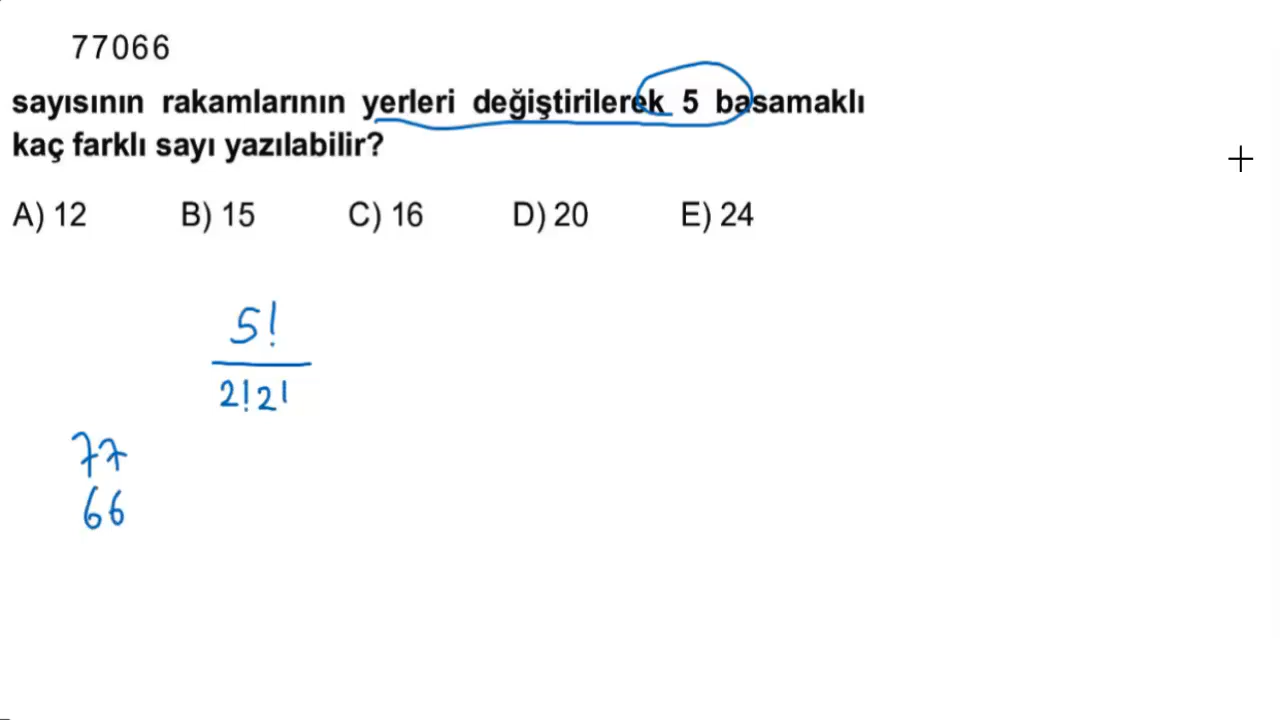 77066
sayısının rakamlarının yerleri değiştirilerek 5 basamaklı
kaç farklı sayı yazılabilir?
A) 12 B) 15 C) 16 D) 20 E) 24
5!
2!2!
77
66